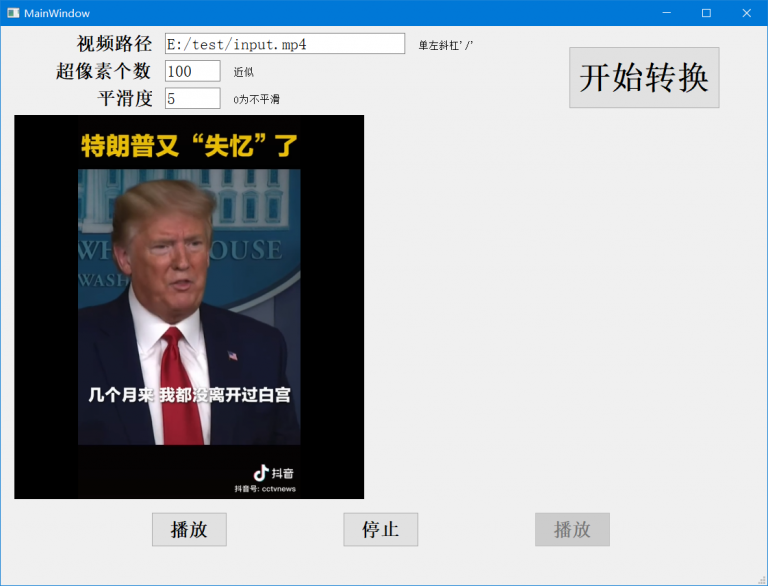 MainWindow
视频路径 E:/test/input.mp4 单左斜杠'/'
超像素个数 100 近似
平滑度 5 0为不平滑
开始转换
特朗普又“失忆”了
WH HOUSE
WASH
几个月来 我都没离开过白宫
抖音
抖音号: cctvnews
播放 停止 播放